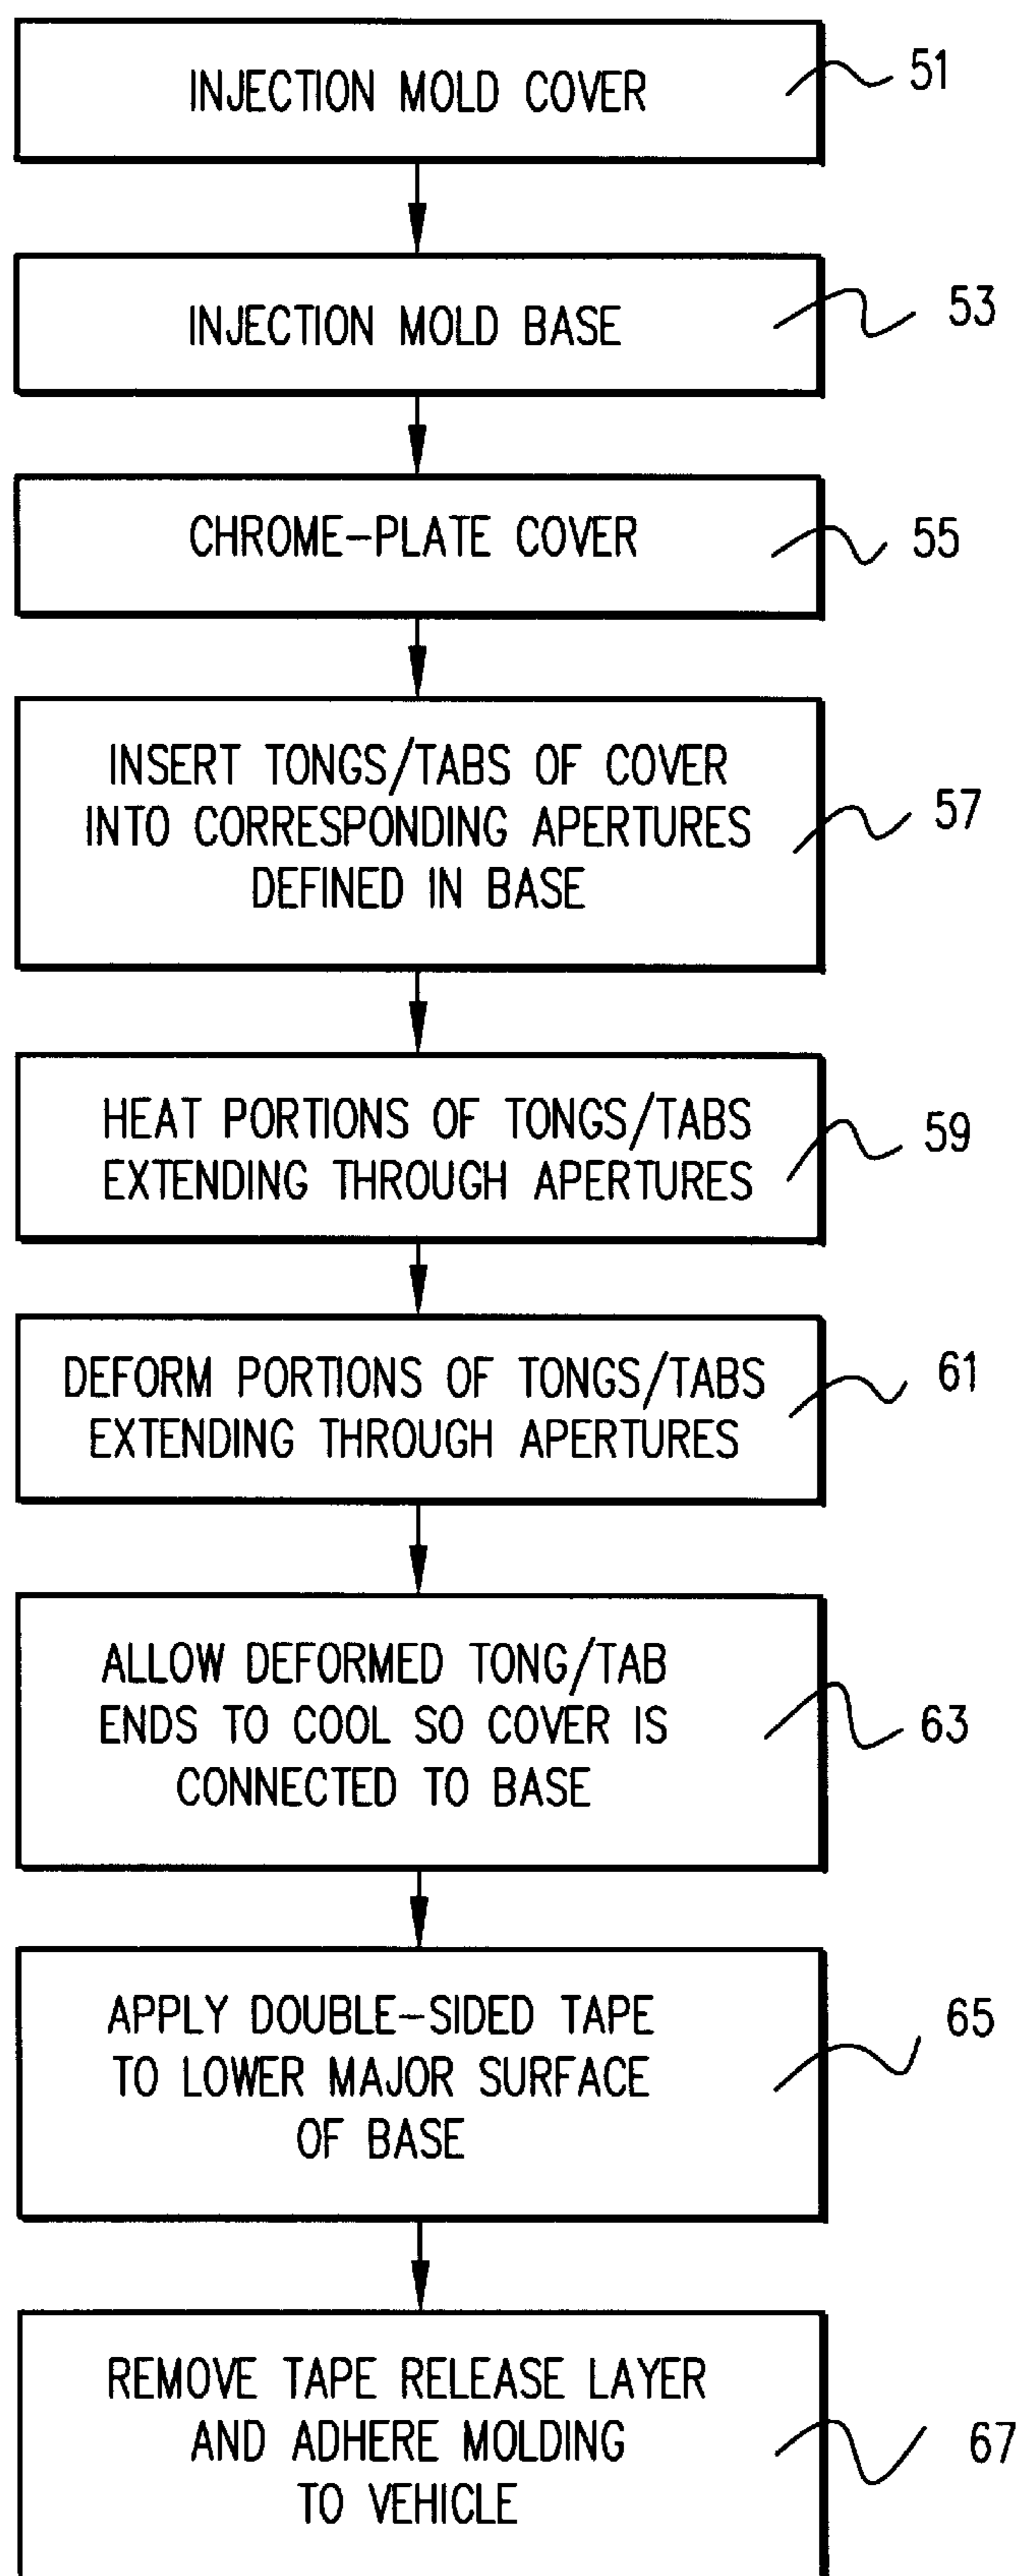 INJECTION MOLD COVER
51
INJECTION MOLD BASE
53
CHROME-PLATE COVER
55
INSERT TONGS/TABS OF COVER
INTO CORRESPONDING APERTURES
DEFINED IN BASE
57
HEAT PORTIONS OF TONGS/TABS
EXTENDING THROUGH APERTURES
59
DEFORM PORTIONS OF TONGS/TABS
EXTENDING THROUGH APERTURES
61
ALLOW DEFORMED TONG/TAB
ENDS TO COOL SO COVER IS
CONNECTED TO BASE
63
APPLY DOUBLE-SIDED TAPE
TO LOWER MAJOR SURFACE
OF BASE
65
REMOVE TAPE RELEASE LAYER
AND ADHERE MOLDING
TO VEHICLE
67